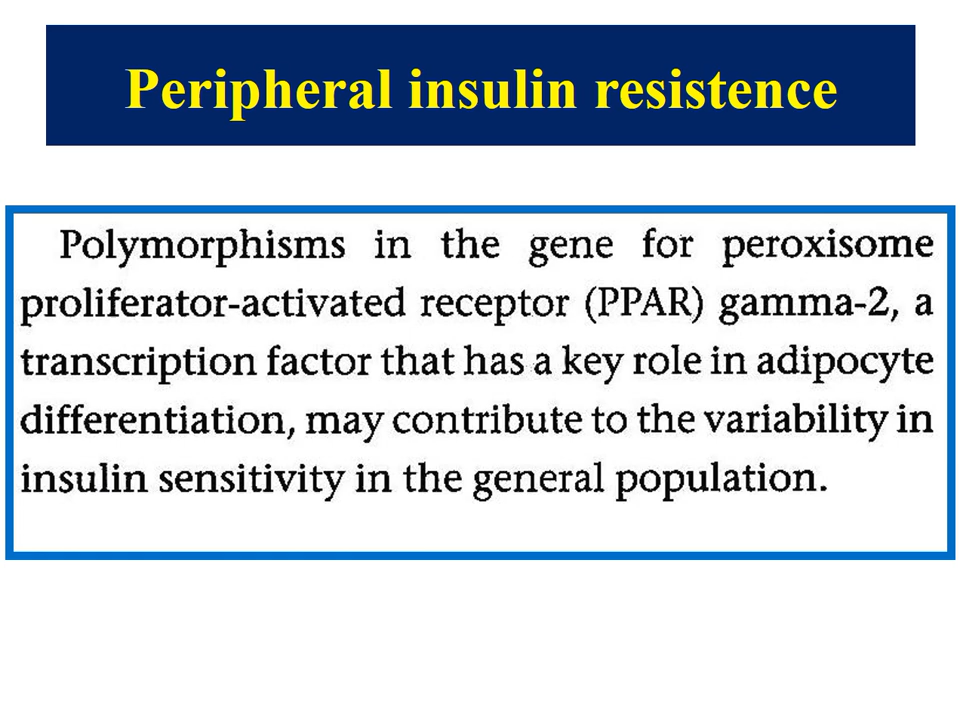 Peripheral insulin resistence
Polymorphisms in the gene for peroxisome
proliferator-activated receptor (PPAR) gamma-2, a
transcription factor that has a key role in adipocyte
differentiation, may contribute to the variability in
insulin sensitivity in the general population.